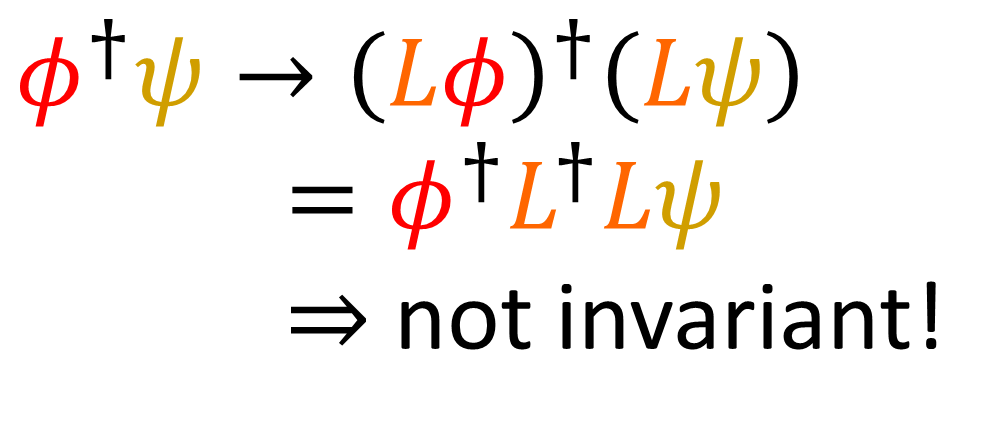 ϕ†ψ → (Lϕ)†(Lψ)
= ϕ†L†Lψ
⇒ not invariant!